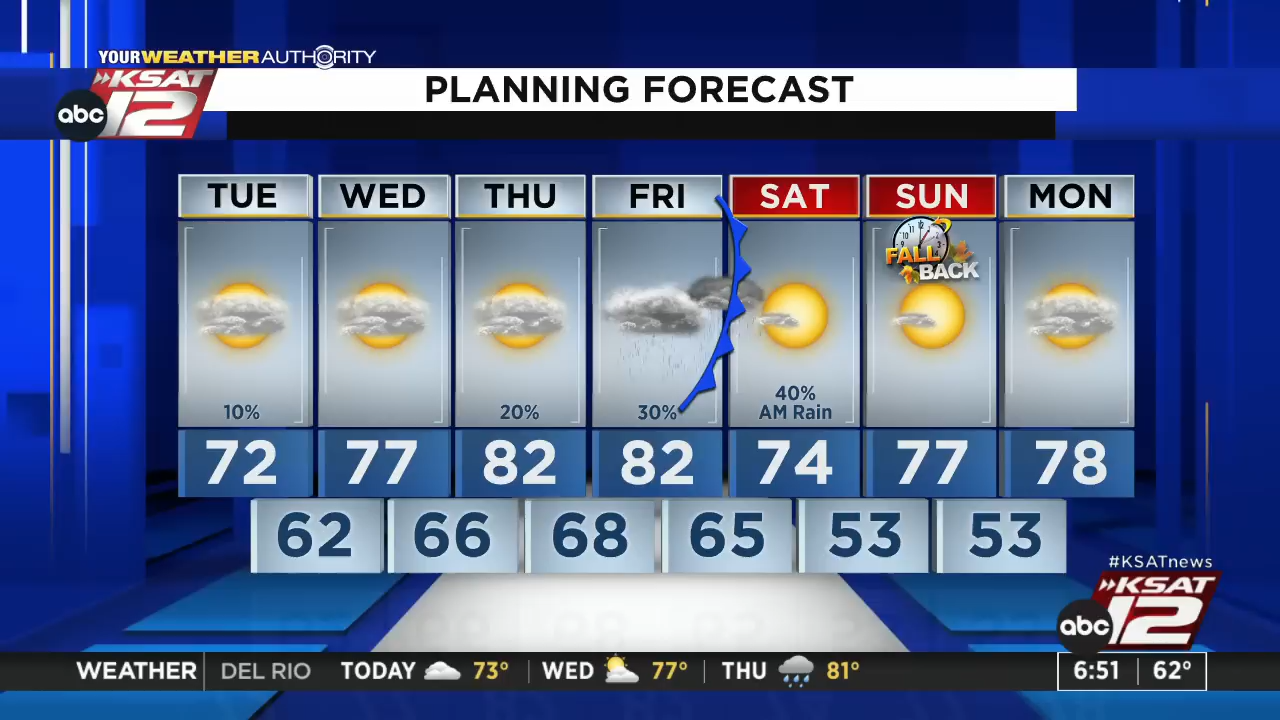 YOURWEATHERAUTHORITY
KSAT
abc 12
PLANNING FORECAST
TUE WED THU FRI SAT SUN MON
FALL
BACK
10% 20% 30% 40%
AM Rain
72 77 82 82 74 77 78
62 66 68 65 53 53
#KSATnews
KSAT
abc 12
WEATHER DEL RIO TODAY 73° WED 77° THU 81° 6:51 62°